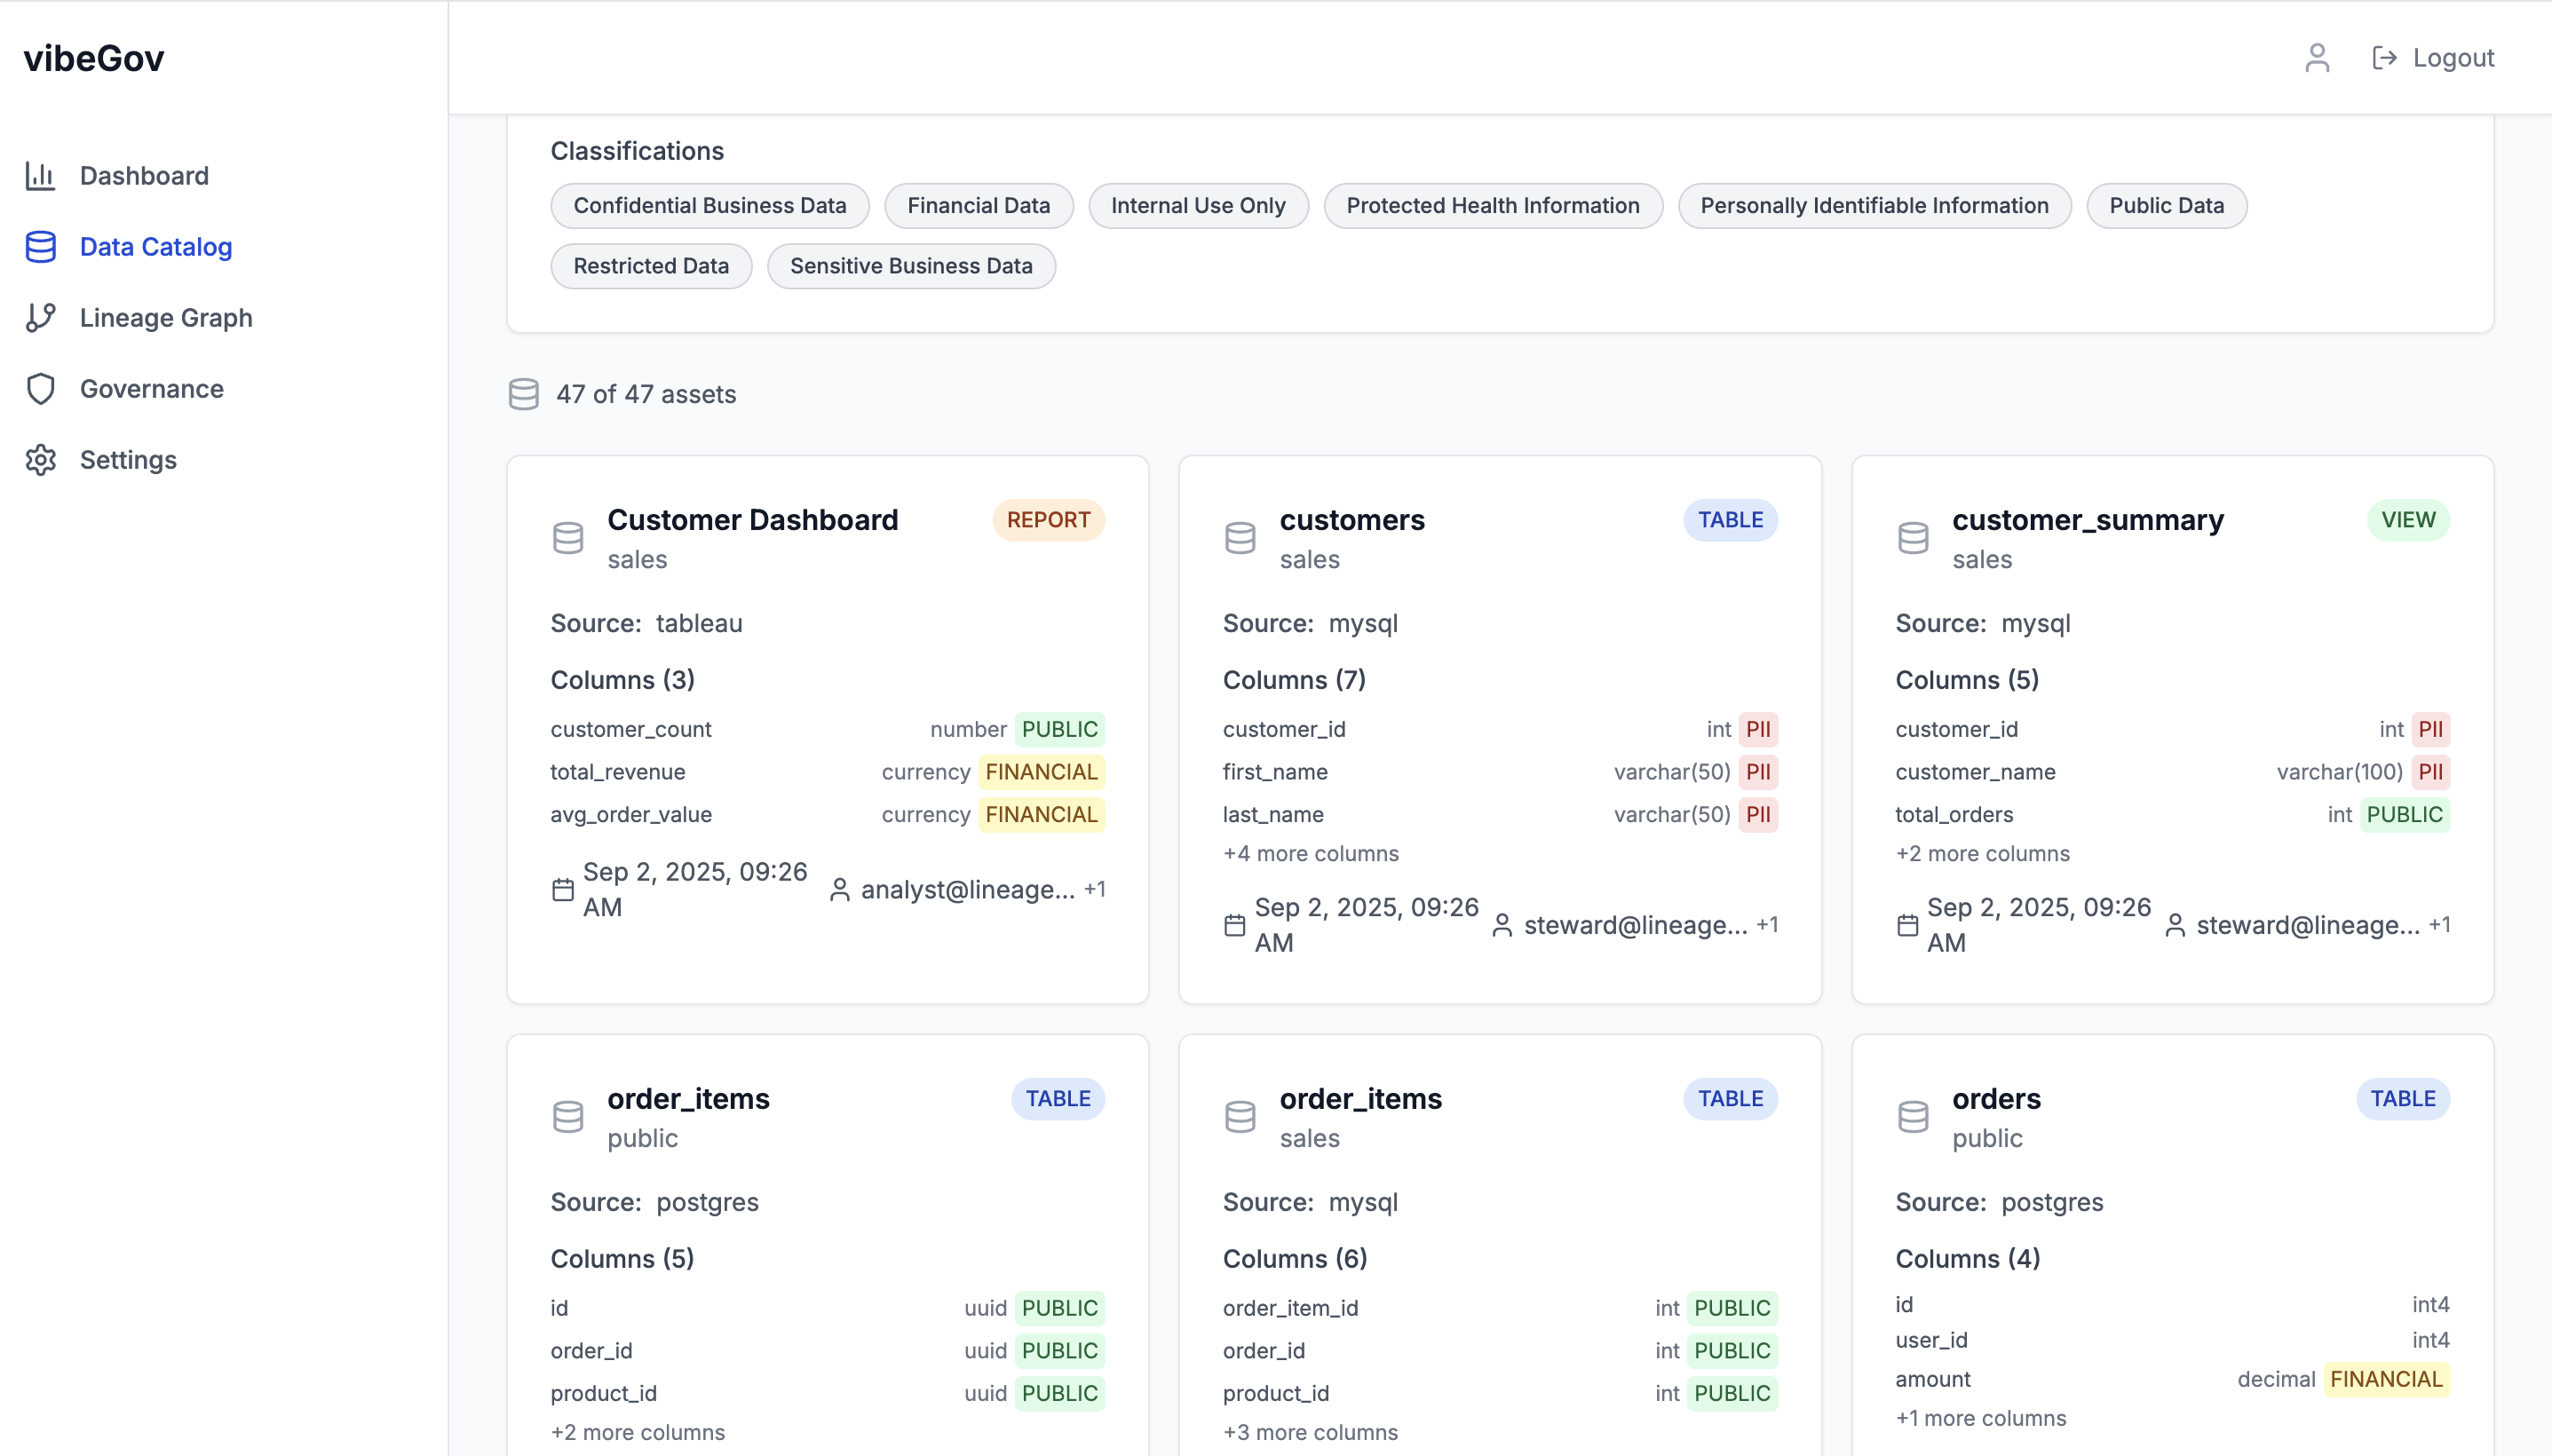 vibeGov
Logout
Dashboard
Data Catalog
Lineage Graph
Governance
Settings
Classifications
Confidential Business Data
Financial Data
Internal Use Only
Protected Health Information
Personally Identifiable Information
Public Data
Restricted Data
Sensitive Business Data
47 of 47 assets
Customer Dashboard
REPORT
sales
Source: tableau
Columns (3)
customer_count number PUBLIC
total_revenue currency FINANCIAL
avg_order_value currency FINANCIAL
Sep 2, 2025, 09:26
AM
analyst@lineage... +1
customers
TABLE
sales
Source: mysql
Columns (7)
customer_id int PII
first_name varchar(50) PII
last_name varchar(50) PII
+4 more columns
Sep 2, 2025, 09:26
AM
steward@lineage... +1
customer_summary
VIEW
sales
Source: mysql
Columns (5)
customer_id int PII
customer_name varchar(100) PII
total_orders int PUBLIC
+2 more columns
Sep 2, 2025, 09:26
AM
steward@lineage... +1
order_items
TABLE
public
Source: postgres
Columns (5)
id uuid PUBLIC
order_id uuid PUBLIC
product_id uuid PUBLIC
+2 more columns
order_items
TABLE
sales
Source: mysql
Columns (6)
order_item_id int PUBLIC
order_id int PUBLIC
product_id int PUBLIC
+3 more columns
orders
TABLE
public
Source: postgres
Columns (4)
id int4
user_id int4
amount decimal FINANCIAL
+1 more columns